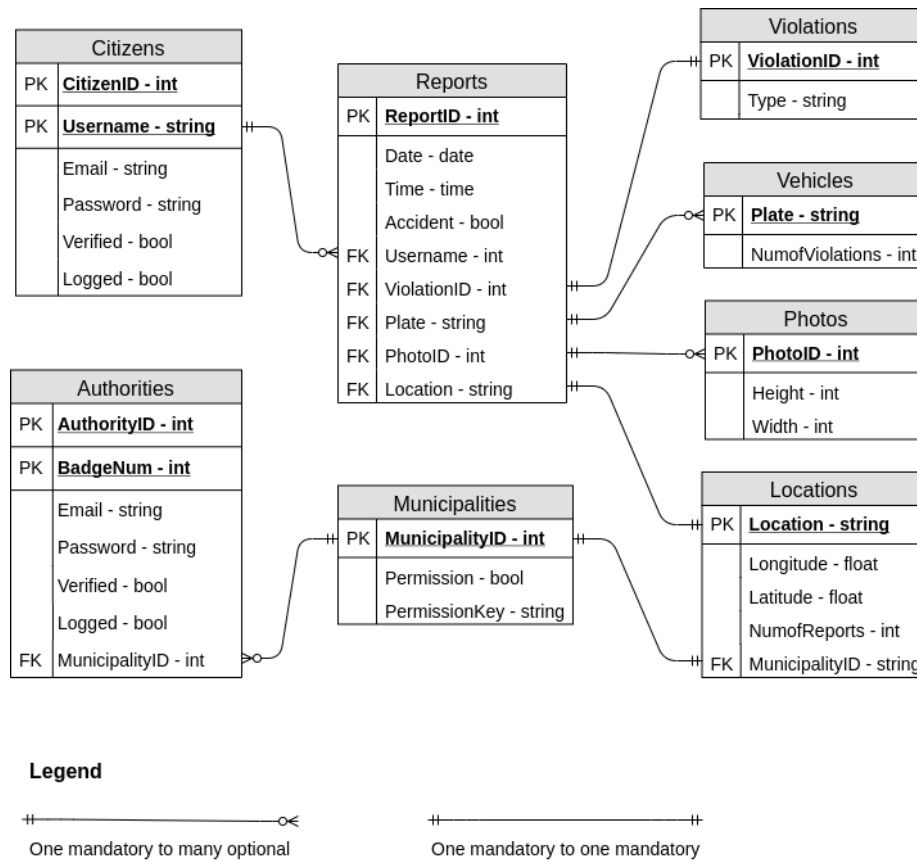 Citizens
PK CitizenID - int
PK Username - string
Email - string
Password - string
Verified - bool
Logged - bool
Reports
PK ReportID - int
Date - date
Time - time
Accident - bool
FK Username - int
FK ViolationID - int
FK Plate - string
FK PhotoID - int
FK Location - string
Violations
PK ViolationID - int
Type - string
Vehicles
PK Plate - string
NumofViolations - int
Photos
PK PhotoID - int
Height - int
Width - int
Authorities
PK AuthorityID - int
PK BadgeNum - int
Email - string
Password - string
Verified - bool
Logged - bool
FK MunicipalityID - int
Municipalities
PK MunicipalityID - int
Permission - bool
PermissionKey - string
Locations
PK Location - string
Longitude - float
Latitude - float
NumofReports - int
FK MunicipalityID - string
Legend
One mandatory to many optional
One mandatory to one mandatory